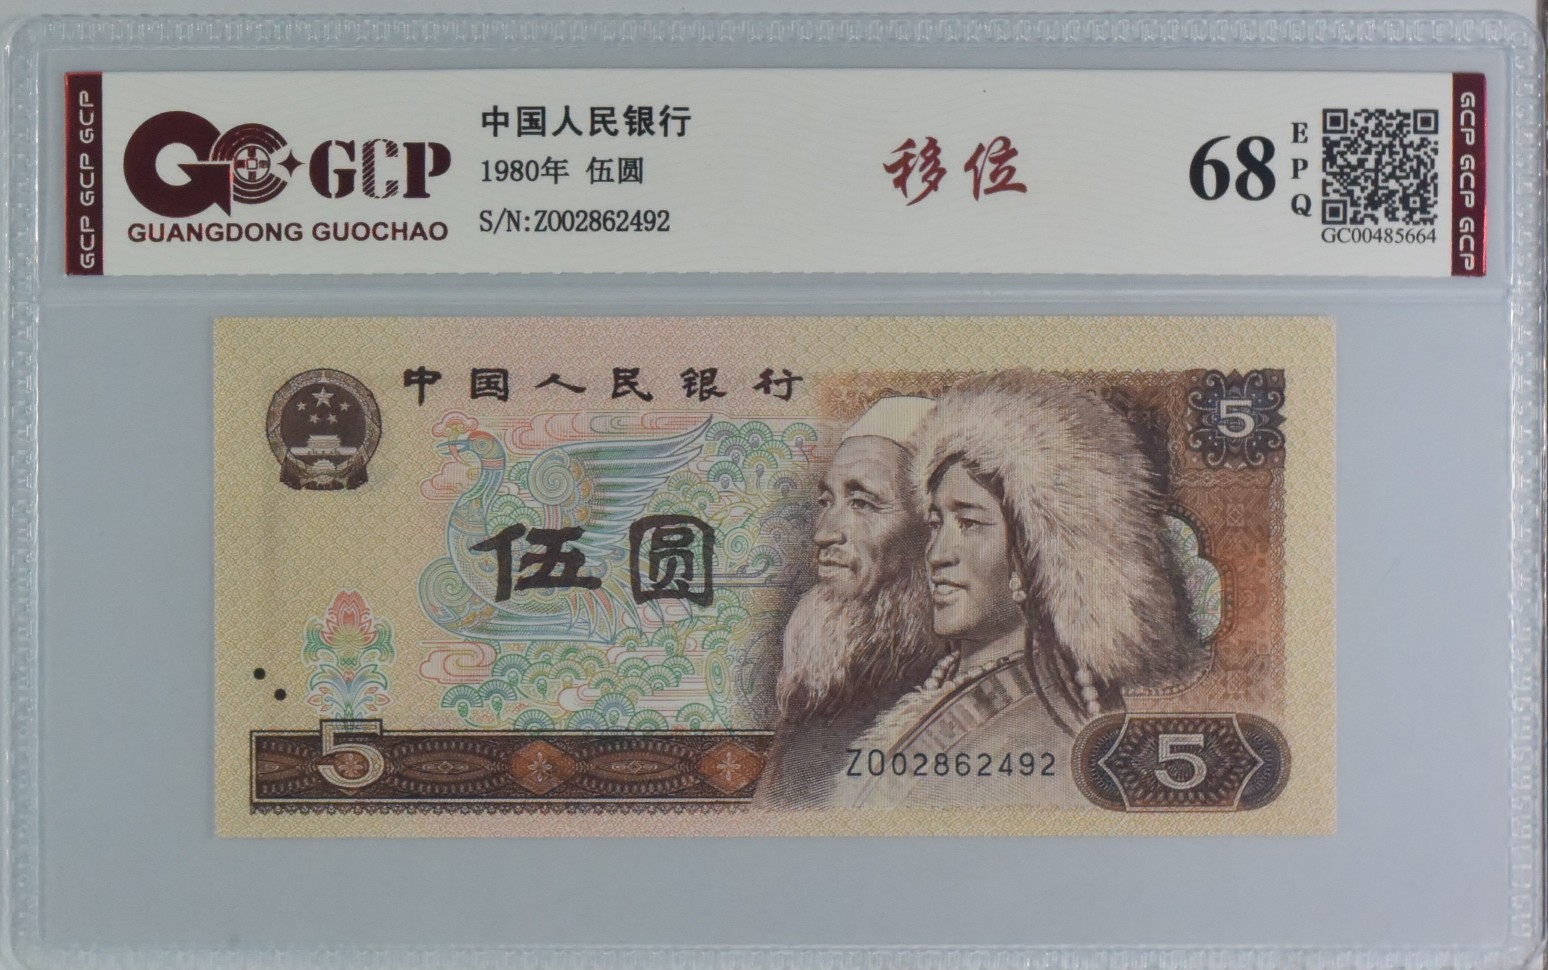 GCP GCP GCP
GCP
GUANGDONG GUOCHAO
中国人民银行
1980年 伍圆
S/N:Z002862492
移位
68
E
P
Q
GC00485664
GCP GCP GCP
中国人民银行
5
伍圆
5
Z002862492
5